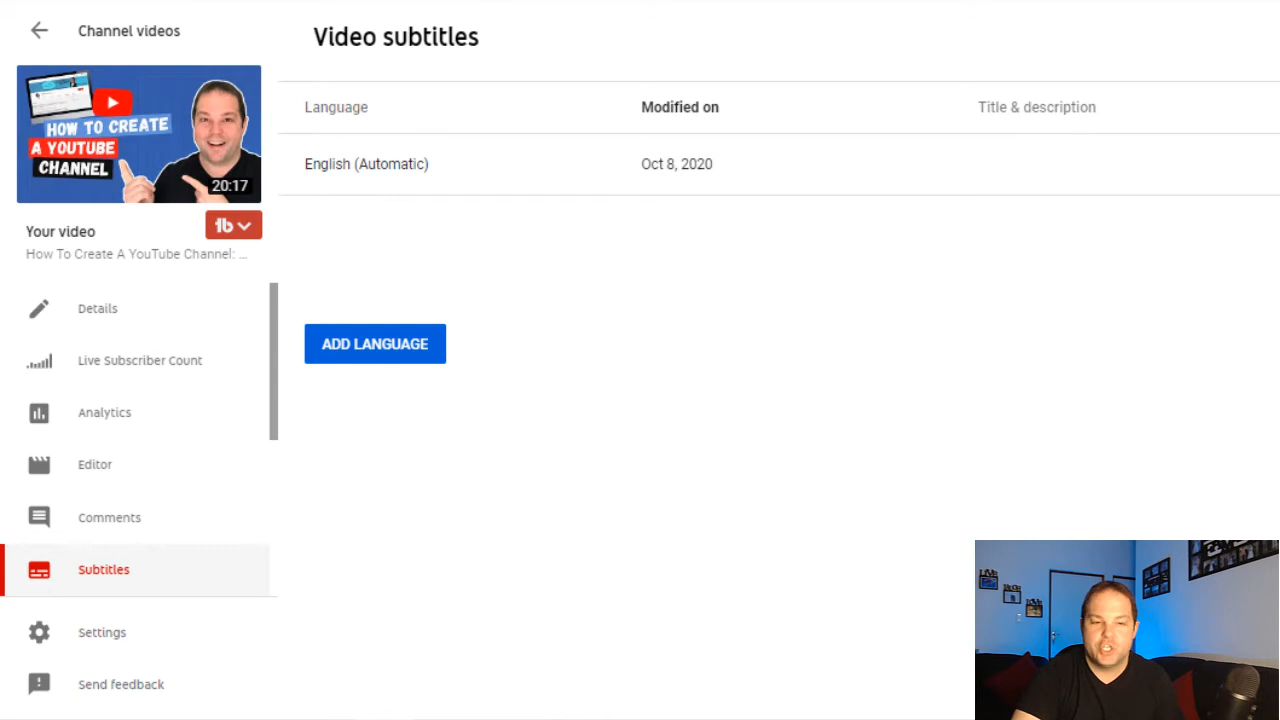 Channel videos
HOW TO CREATE
A YOUTUBE
CHANNEL
20:17
Your video
How To Create A YouTube Channel: ...
Details
Live Subscriber Count
Analytics
Editor
Comments
Subtitles
Settings
Send feedback
Video subtitles
Language Modified on Title & description
English (Automatic) Oct 8, 2020
ADD LANGUAGE
LIVE